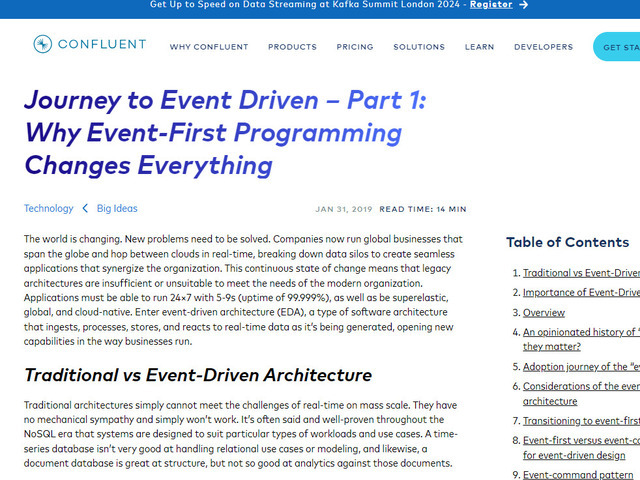 Get Up to Speed on Data Streaming at Kafka Summit London 2024 - Register →
CONFLUENT
WHY CONFLUENT PRODUCTS PRICING SOLUTIONS LEARN DEVELOPERS GET STA
Journey to Event Driven – Part 1:
Why Event-First Programming
Changes Everything
Technology < Big Ideas
JAN 31, 2019 READ TIME: 14 MIN
The world is changing. New problems need to be solved. Companies now run global businesses that
span the globe and hop between clouds in real-time, breaking down data silos to create seamless
applications that synergize the organization. This continuous state of change means that legacy
architectures are insufficient or unsuitable to meet the needs of the modern organization.
Applications must be able to run 24×7 with 5-9s (uptime of 99.999%), as well as be superelastic,
global, and cloud-native. Enter event-driven architecture (EDA), a type of software architecture
that ingests, processes, stores, and reacts to real-time data as it's being generated, opening new
capabilities in the way businesses run.
Traditional vs Event-Driven Architecture
Traditional architectures simply cannot meet the challenges of real-time on mass scale. They have
no mechanical sympathy and simply won't work. It's often said and well-proven throughout the
NoSQL era that systems are designed to suit particular types of workloads and use cases. A time-
series database isn't very good at handling relational use cases or modeling, and likewise, a
document database is great at structure, but not so good at analytics against those documents.
Table of Contents
1. Traditional vs Event-Driven
2. Importance of Event-Drive
3. Overview
4. An opinionated history of "
they matter?
5. Adoption journey of the "ev
6. Considerations of the even
architecture
7. Transitioning to event-first
8. Event-first versus event-co
for event-driven design
9. Event-command pattern